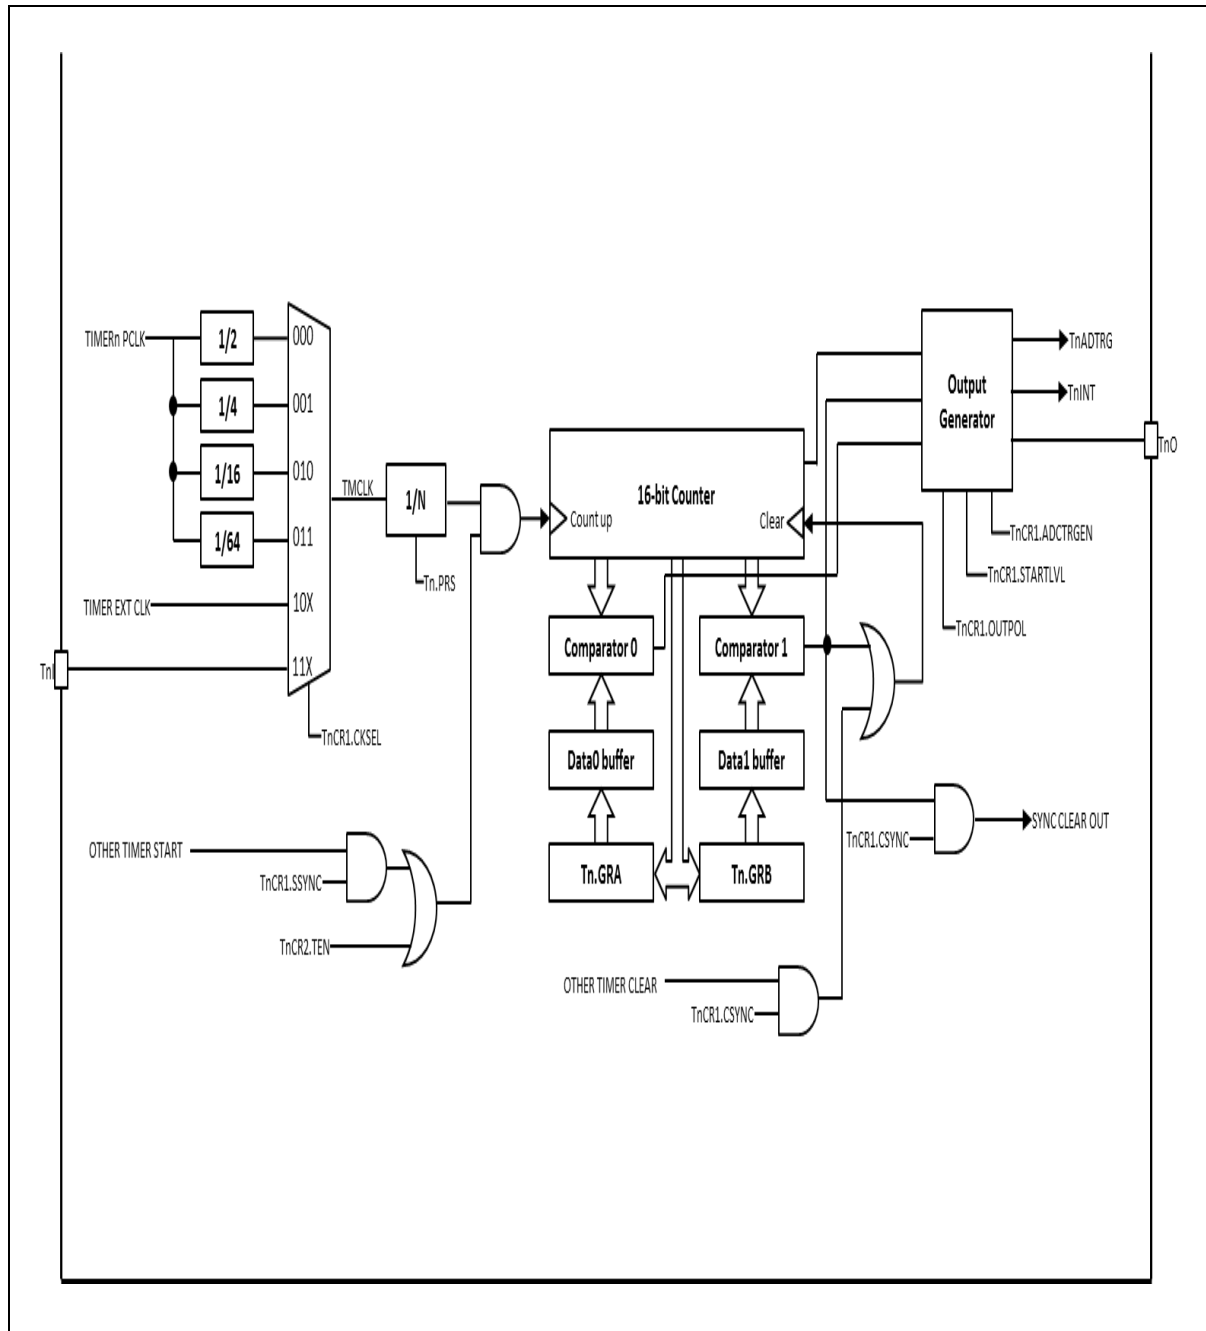 TIMERn PCLK
1/2
000
1/4
001
1/16
010
1/64
011
TMCLK
1/N
Tn.PRS
TIMER EXT CLK
10X
TnI
11X
TnCR1.CKSEL
16-bit Counter
Count up
Clear
Output
Generator
TnADTRG
TnINT
TnO
TnCR1.ADCTRGEN
TnCR1.STARTLVL
TnCR1.OUTPOL
Comparator 0
Comparator 1
Data0 buffer
Data1 buffer
Tn.GRA
Tn.GRB
OTHER TIMER START
TnCR1.SSYNC
TnCR2.TEN
SYNC CLEAR OUT
TnCR1.CSYNC
OTHER TIMER CLEAR
TnCR1.CSYNC